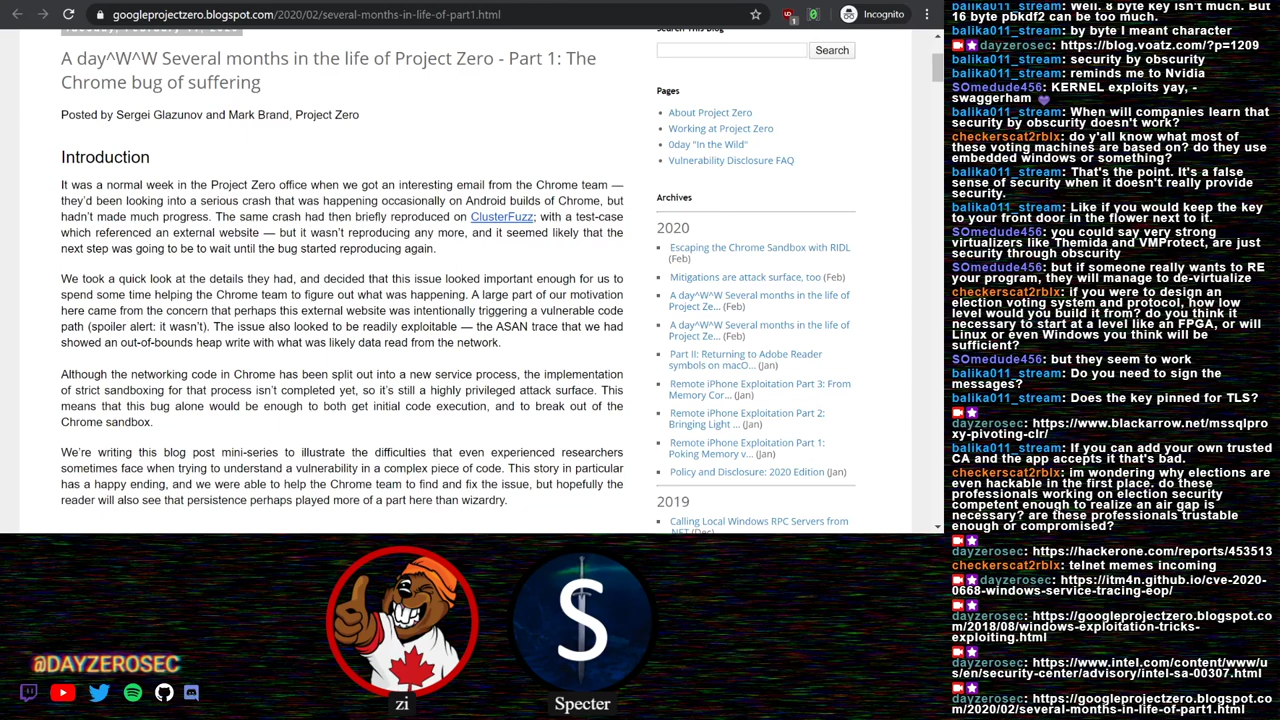 googleprojectzero.blogspot.com/2020/02/several-months-in-life-of-part1.html
Incognito
A day^W^W Several months in the life of Project Zero - Part 1: The
Chrome bug of suffering
Posted by Sergei Glazunov and Mark Brand, Project Zero
Introduction
It was a normal week in the Project Zero office when we got an interesting email from the Chrome team —
they'd been looking into a serious crash that was happening occasionally on Android builds of Chrome, but
hadn't made much progress. The same crash had then briefly reproduced on ClusterFuzz; with a test-case
which referenced an external website — but it wasn't reproducing any more, and it seemed likely that the
next step was going to be to wait until the bug started reproducing again.
We took a quick look at the details they had, and decided that this issue looked important enough for us to
spend some time helping the Chrome team to figure out what was happening. A large part of our motivation
here came from the concern that perhaps this external website was intentionally triggering a vulnerable code
path (spoiler alert: it wasn't). The issue also looked to be readily exploitable — the ASAN trace that we had
showed an out-of-bounds heap write with what was likely data read from the network.
Although the networking code in Chrome has been split out into a new service process, the implementation
of strict sandboxing for that process isn't completed yet, so it's still a highly privileged attack surface. This
means that this bug alone would be enough to both get initial code execution, and to break out of the
Chrome sandbox.
We're writing this blog post mini-series to illustrate the difficulties that even experienced researchers
sometimes face when trying to understand a vulnerability in a complex piece of code. This story in particular
has a happy ending, and we were able to help the Chrome team to find and fix the issue, but hopefully the
reader will also see that persistence perhaps played more of a part here than wizardry.
Search This Blog
Search
Pages
About Project Zero
Working at Project Zero
0day "In the Wild"
Vulnerability Disclosure FAQ
Archives
2020
Escaping the Chrome Sandbox with RIDL
(Feb)
Mitigations are attack surface, too (Feb)
A day^W^W Several months in the life of
Project Ze... (Feb)
A day^W^W Several months in the life of
Project Ze... (Feb)
Part II: Returning to Adobe Reader
symbols on macO... (Jan)
Remote iPhone Exploitation Part 3: From
Memory Cor... (Jan)
Remote iPhone Exploitation Part 2:
Bringing Light ... (Jan)
Remote iPhone Exploitation Part 1:
Poking Memory v... (Jan)
Policy and Disclosure: 2020 Edition (Jan)
2019
Calling Local Windows RPC Servers from
.NET (Dec)
balika011_stream: Well. 8 byte key isn't much. But
16 byte pbkdf2 can be too much.
balika011_stream: by byte I meant character
dayzerosec: https://blog.voatz.com/?p=1209
balika011_stream: security by obscurity
balika011_stream: reminds me to Nvidia
SOmedude456: KERNEL exploits yay, -
swaggerham
balika011_stream: When will companies learn that
security by obscurity doesn't work?
checkerscat2rblx: do y'all know what most of
these voting machines are based on? do they use
embedded windows or something?
balika011_stream: That's the point. It's a false
sense of security when it doesn't really provide
security.
balika011_stream: Like if you would keep the key
to your front door in the flower next to it.
SOmedude456: you could say very strong
virtualizers like Themida and VMProtect, are just
security through obscurity
SOmedude456: but if someone really wants to RE
your program, they will manage to de-virtualize
checkerscat2rblx: if you were to design an
election voting system and protocol, how low
level would you build it from? do you think it
necessary to start at a level like an FPGA, or will
Linux or even Windows you think will be
sufficient?
SOmedude456: but they seem to work
balika011_stream: Do you need to sign the
messages?
balika011_stream: Does the key pinned for TLS?
dayzerosec: https://www.blackarrow.net/mssqlpro
xy-pivoting-clr/
balika011_stream: If you can add your own trusted
CA and the app accepts it that's bad.
checkerscat2rblx: im wondering why elections are
even hackable in the first place. do these
professionals working on election security
competent enough to realize an air gap is
necessary? are these professionals trustable
enough or compromised?
dayzerosec: https://hackerone.com/reports/453513
checkerscat2rblx: telnet memes incoming
dayzerosec: https://itm4n.github.io/cve-2020-
0668-windows-service-tracing-eop/
dayzerosec: https://googleprojectzero.blogspot.co
m/2018/08/windows-exploitation-tricks-
exploiting.html
dayzerosec: https://www.intel.com/content/www/u
s/en/security-center/advisory/intel-sa-00307.html
dayzerosec: https://googleprojectzero.blogspot.co
m/2020/02/several-months-in-life-of-part1.html
@DAYZEROSEC
zi
S
Specter